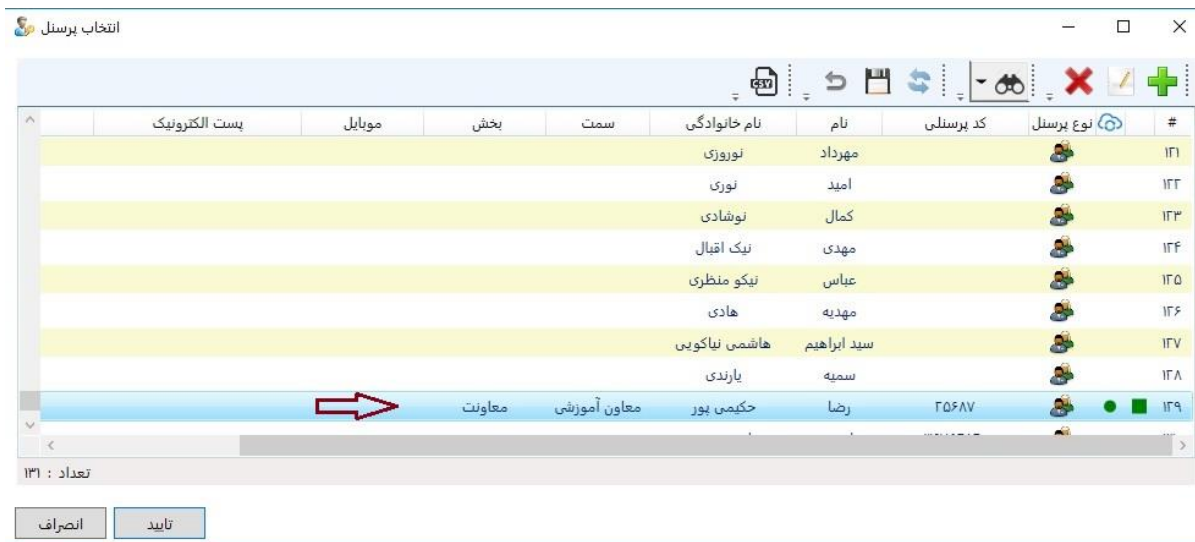 انتخاب پرسنل
CSV
# نوع پرسنل کد پرسنلی نام نام خانوادگی سمت بخش موبایل پست الکترونیک
۱۲۱ مهرداد نوروزی
۱۲۲ امید نوری
۱۲۳ کمال نوشادی
۱۲۴ مهدی نیک اقبال
۱۲۵ عباس نیکو منظری
۱۲۶ مهدیه هادی
۱۲۷ سید ابراهیم هاشمی نیاکویی
۱۲۸ سمیه یارندی
۱۲۹ ۲۵۶۸۷ رضا حکیمی پور معاون آموزشی معاونت
تعداد : ۱۳۱
تایید انصراف